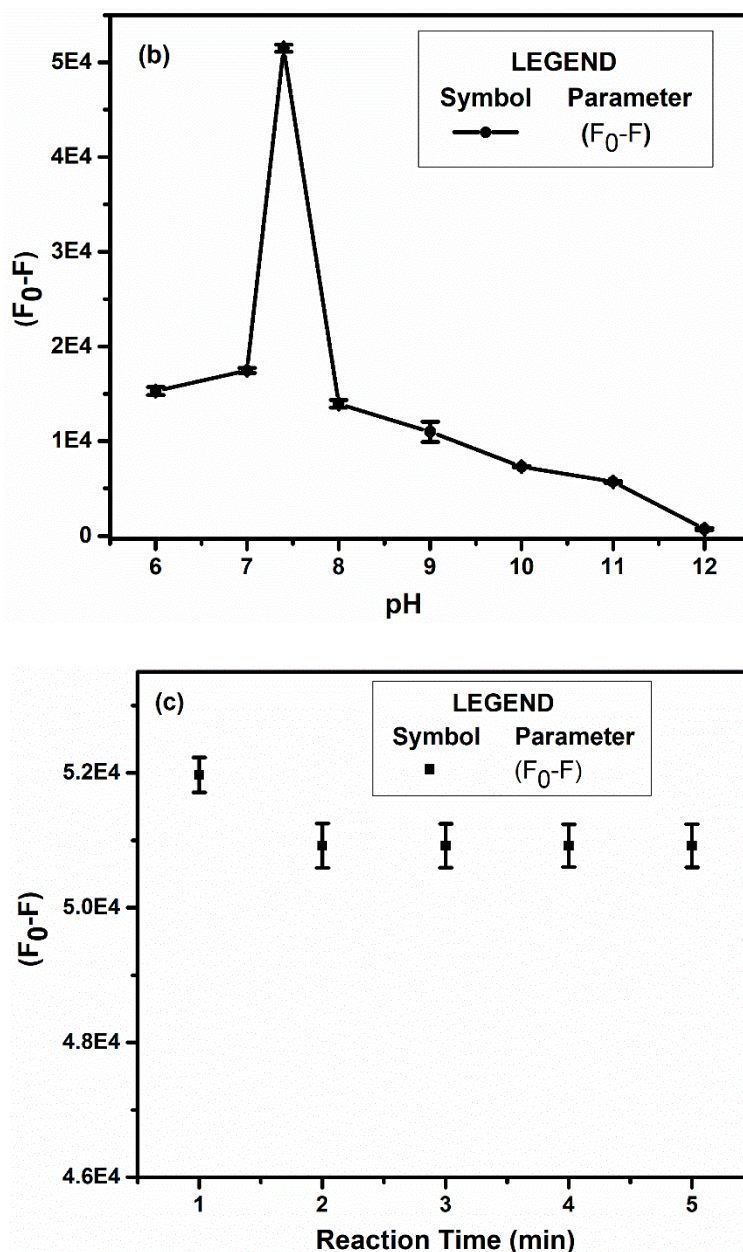 (b)
LEGEND
Symbol Parameter
(F0-F)
5E4
4E4
3E4
2E4
1E4
0
(F0-F)
6 7 8 9 10 11 12
pH
(c)
LEGEND
Symbol Parameter
(F0-F)
5.2E4
5.0E4
4.8E4
4.6E4
(F0-F)
1 2 3 4 5
Reaction Time (min)